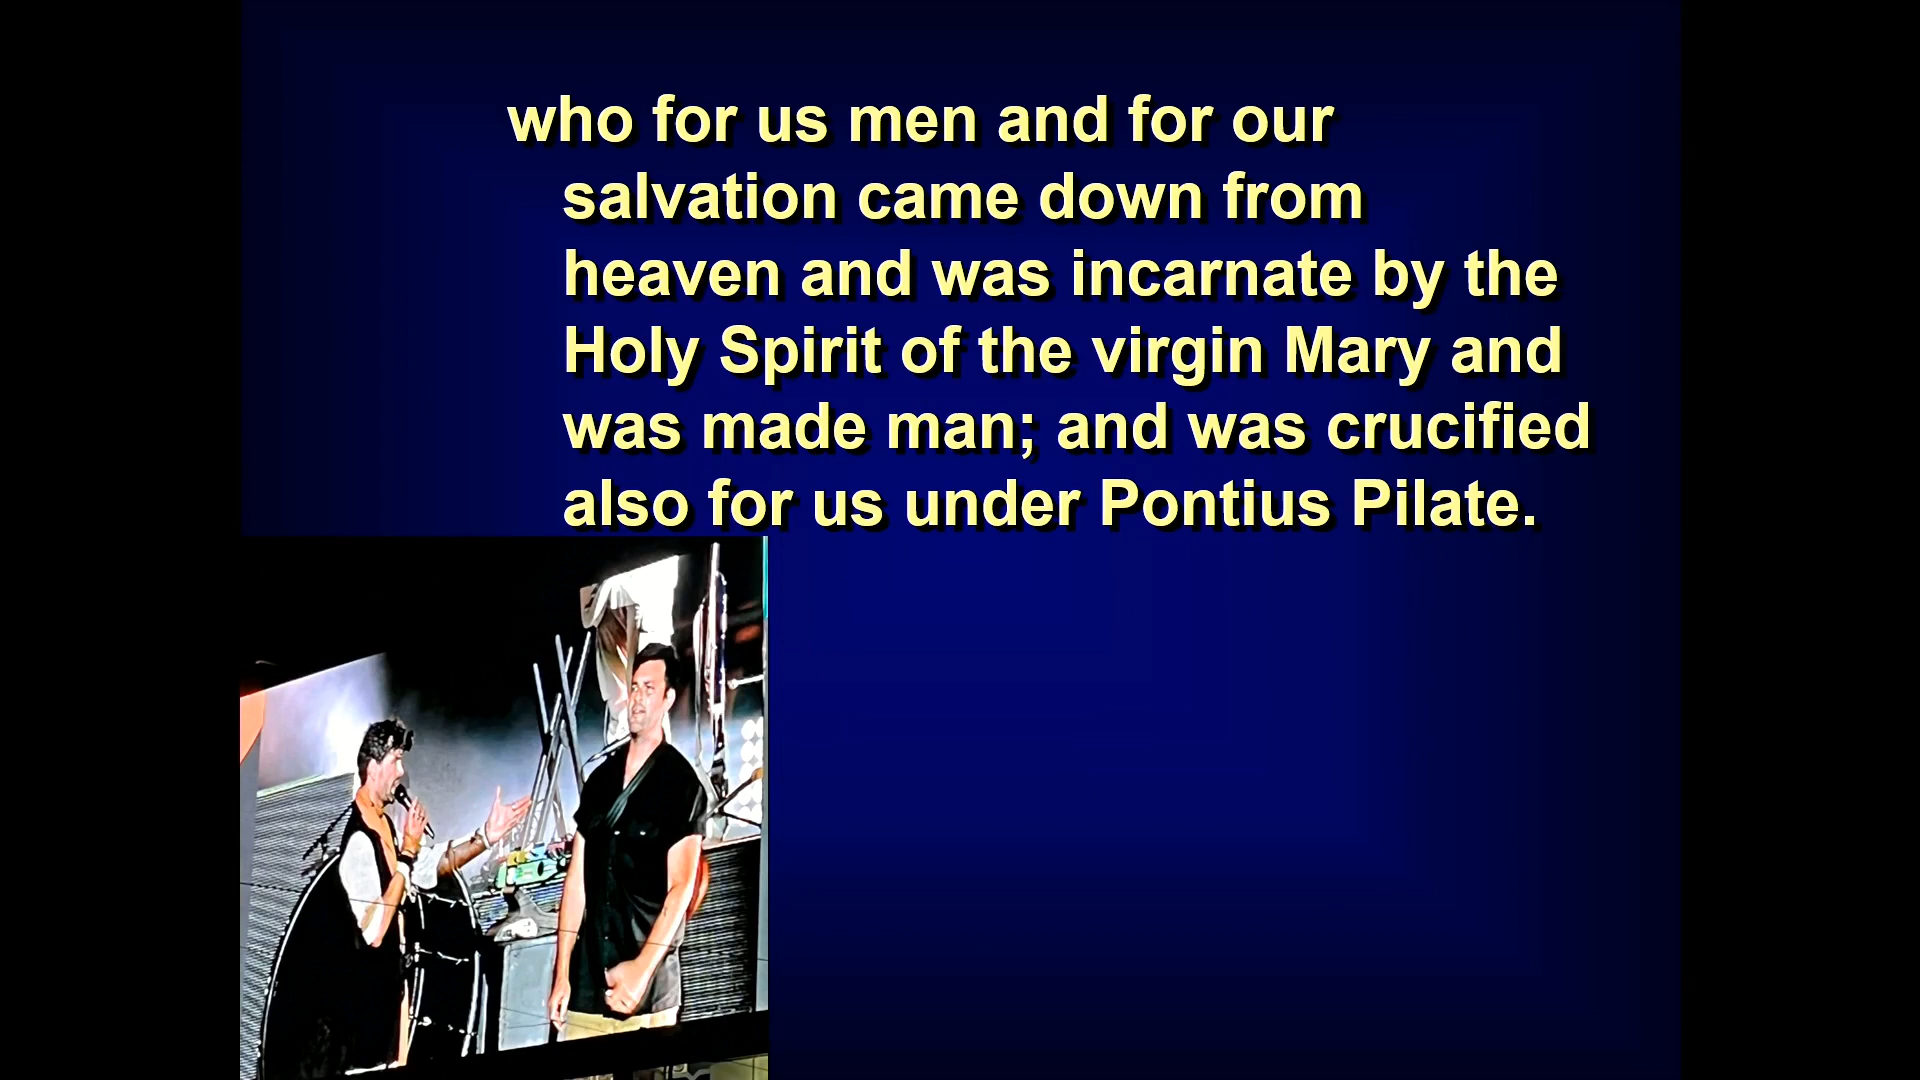 who for us men and for our
salvation came down from
heaven and was incarnate by the
Holy Spirit of the virgin Mary and
was made man; and was crucified
also for us under Pontius Pilate.